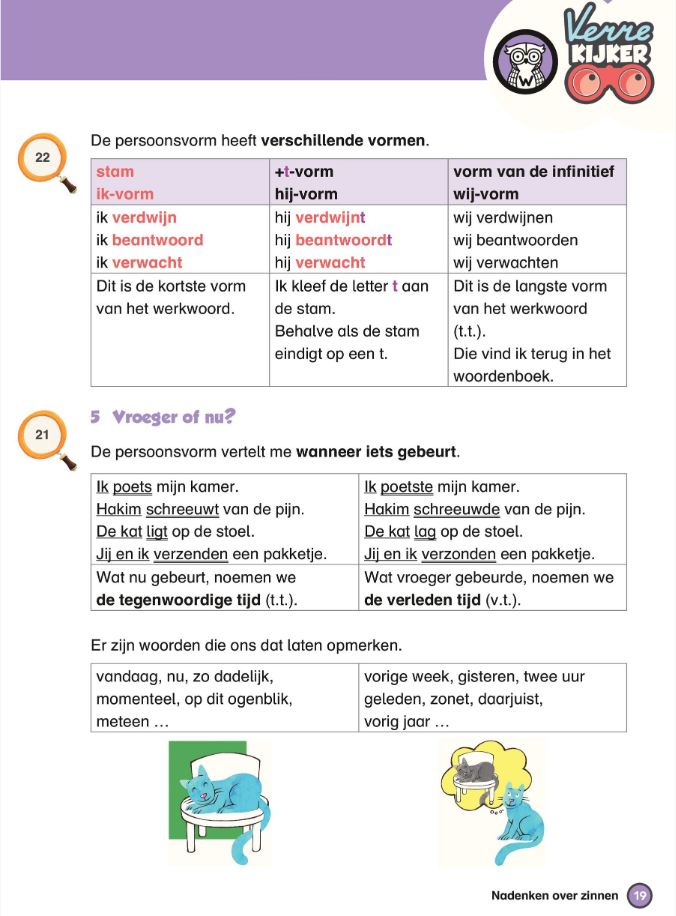 Verre
KIJKER
W
22
De persoonsvorm heeft verschillende vormen.
stam
ik-vorm
+t-vorm
hij-vorm
vorm van de infinitief
wij-vorm
ik verdwijn
ik beantwoord
ik verwacht
hij verdwijnt
hij beantwoordt
hij verwacht
wij verdwijnen
wij beantwoorden
wij verwachten
Dit is de kortste vorm
van het werkwoord.
Ik kleef de letter t aan
de stam.
Behalve als de stam
eindigt op een t.
Dit is de langste vorm
van het werkwoord
(t.t.).
Die vind ik terug in het
woordenboek.
5 Vroeger of nu?
21
De persoonsvorm vertelt me wanneer iets gebeurt.
Ik poets mijn kamer.
Hakim schreeuwt van de pijn.
De kat ligt op de stoel.
Jij en ik verzenden een pakketje.
Ik poetste mijn kamer.
Hakim schreeuwde van de pijn.
De kat lag op de stoel.
Jij en ik verzonden een pakketje.
Wat nu gebeurt, noemen we
de tegenwoordige tijd (t.t.).
Wat vroeger gebeurde, noemen we
de verleden tijd (v.t.).
Er zijn woorden die ons dat laten opmerken.
vandaag, nu, zo dadelijk,
momenteel, op dit ogenblik,
meteen …
vorige week, gisteren, twee uur
geleden, zonet, daarjuist,
vorig jaar …
Nadenken over zinnen 19